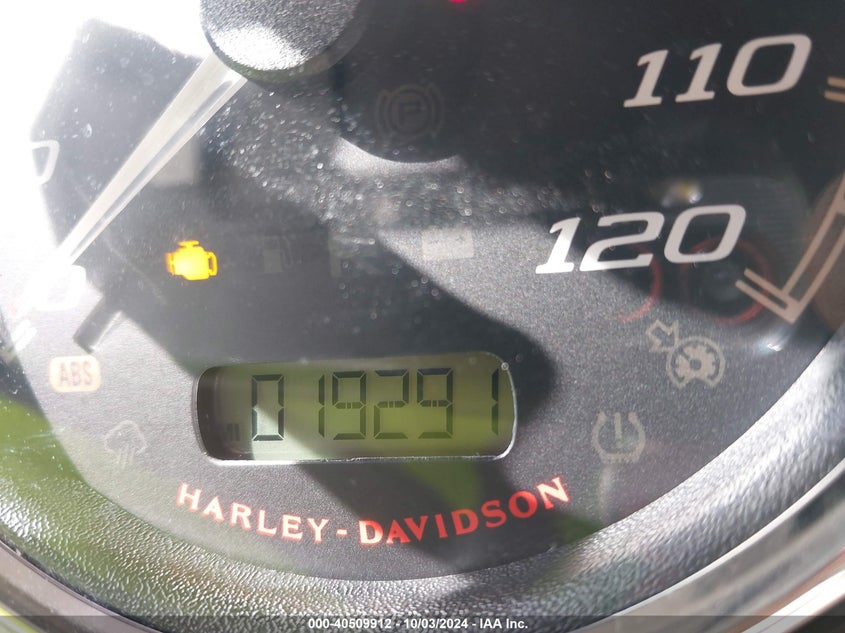 110
120
ABS
019291
HARLEY-DAVIDSON
000-40509912 - 10/03/2024 - IAA Inc.